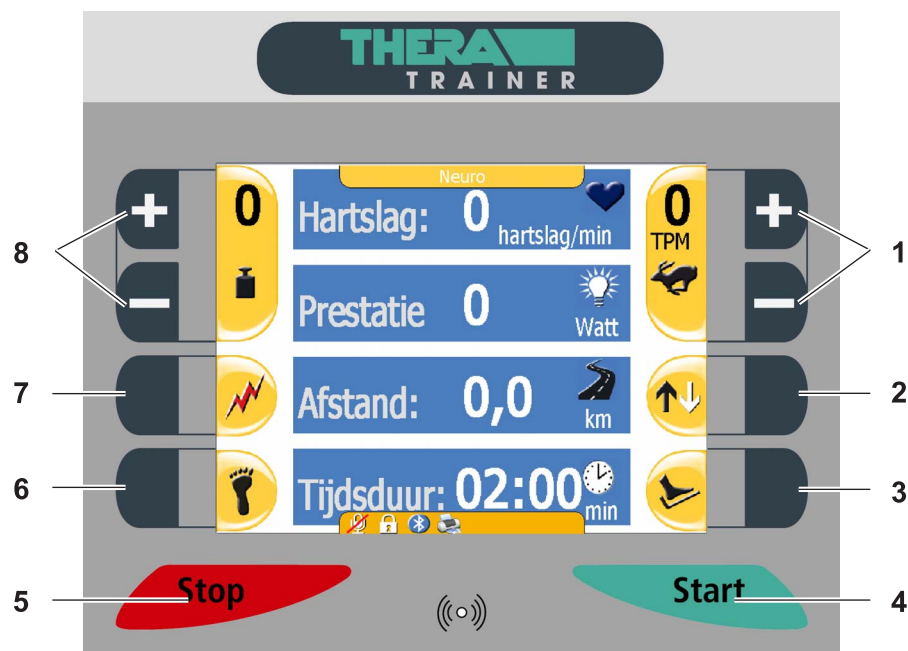 THERA
TRAINER
Neuro
0
Hartslag: 0 hartslag/min
0
TPM
Prestatie 0 Watt
Afstand: 0,0 km
Tijdsduur: 02:00 min
Stop
Start
8
7
6
5
1
2
3
4